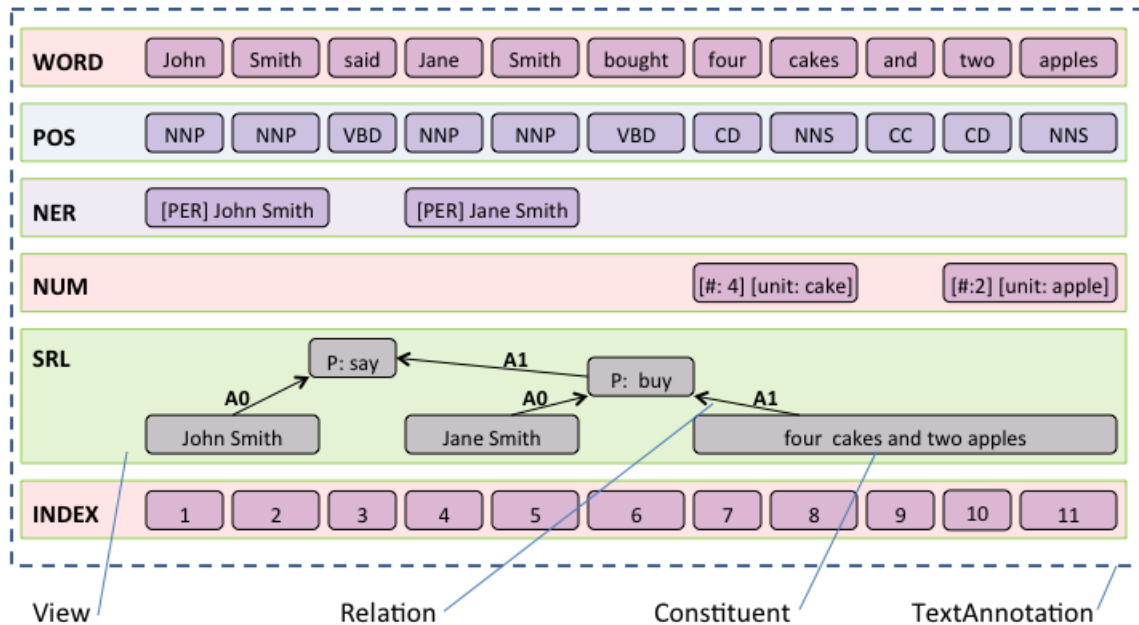 WORD John Smith said Jane Smith bought four cakes and two apples
POS NNP NNP VBD NNP NNP VBD CD NNS CC CD NNS
NER [PER] John Smith [PER] Jane Smith
NUM [#: 4] [unit: cake] [#:2] [unit: apple]
SRL P: say A1 P: buy
A0 A0 A1
John Smith Jane Smith four cakes and two apples
INDEX 1 2 3 4 5 6 7 8 9 10 11
View Relation Constituent TextAnnotation